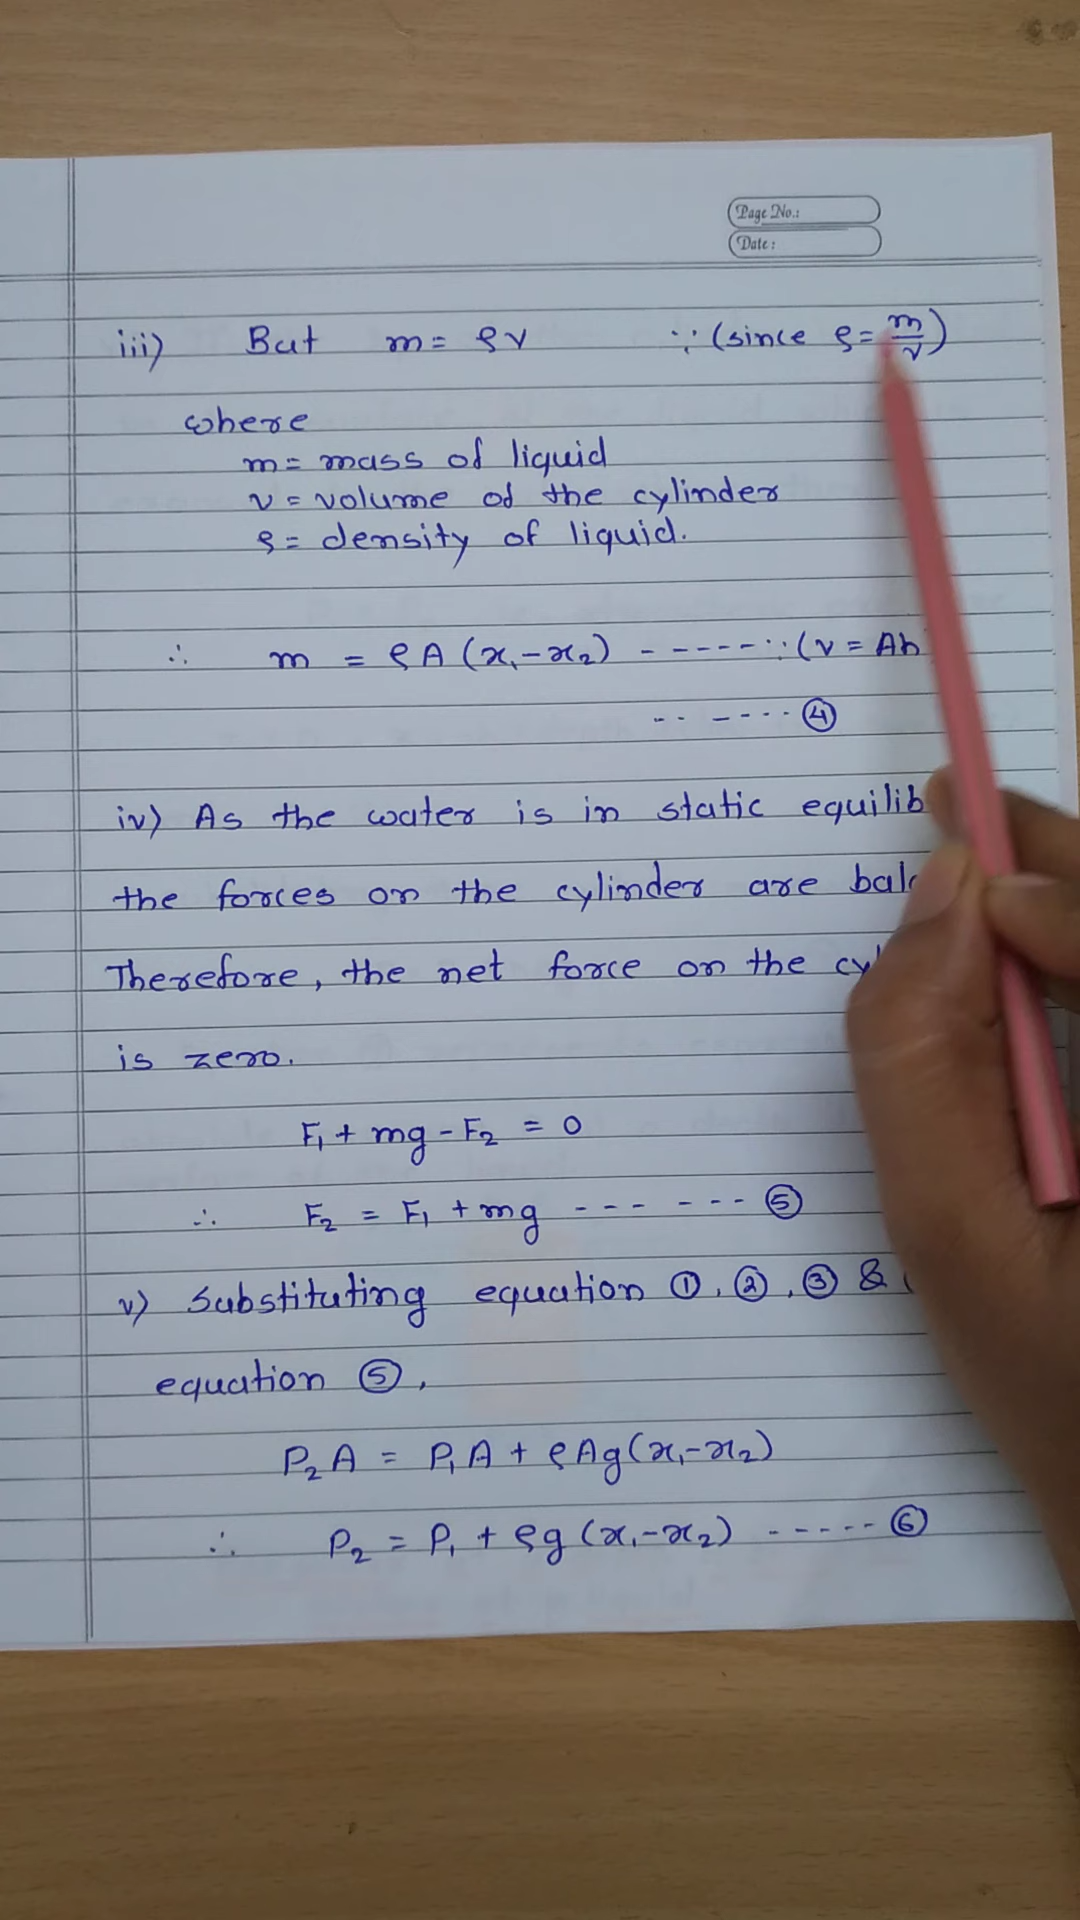 Page No.:
Date:
iii) But m = ρv ∵ (since ρ = m/v)
where
m = mass of liquid
v = volume of the cylinder
ρ = density of liquid.
∴ m = ρA(x₁-x₂) ------ ∵ (v = Ah
-- ---- ④
iv) As the water is in static equilib
the forces on the cylinder are bal
Therefore, the net force on the cy
is zero.
F₁ + mg - F₂ = 0
∴ F₂ = F₁ + mg --- --- ⑤
v) Substituting equation ①, ②, ③ & (
equation ⑤,
P₂A = P₁A + ρAg(x₁-x₂)
∴ P₂ = P₁ + ρg(x₁-x₂) ----- ⑥